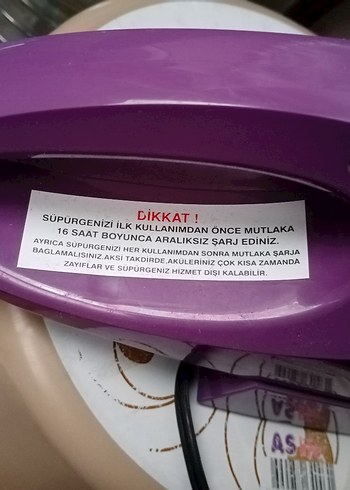 DİKKAT !
SÜPÜRGENİZİ İLK KULLANIMDAN ÖNCE MUTLAKA
16 SAAT BOYUNCA ARALIKSIZ ŞARJ EDİNİZ.
AYRICA SÜPÜRGENİZİ HER KULLANIMDAN SONRA MUTLAKA ŞARJA
BAĞLAMALISINIZ.AKSİ TAKDİRDE,AKÜLERİNİZ ÇOK KISA ZAMANDA
ZAYIFLAR VE SÜPÜRGENİZ HİZMET DIŞI KALABİLİR.